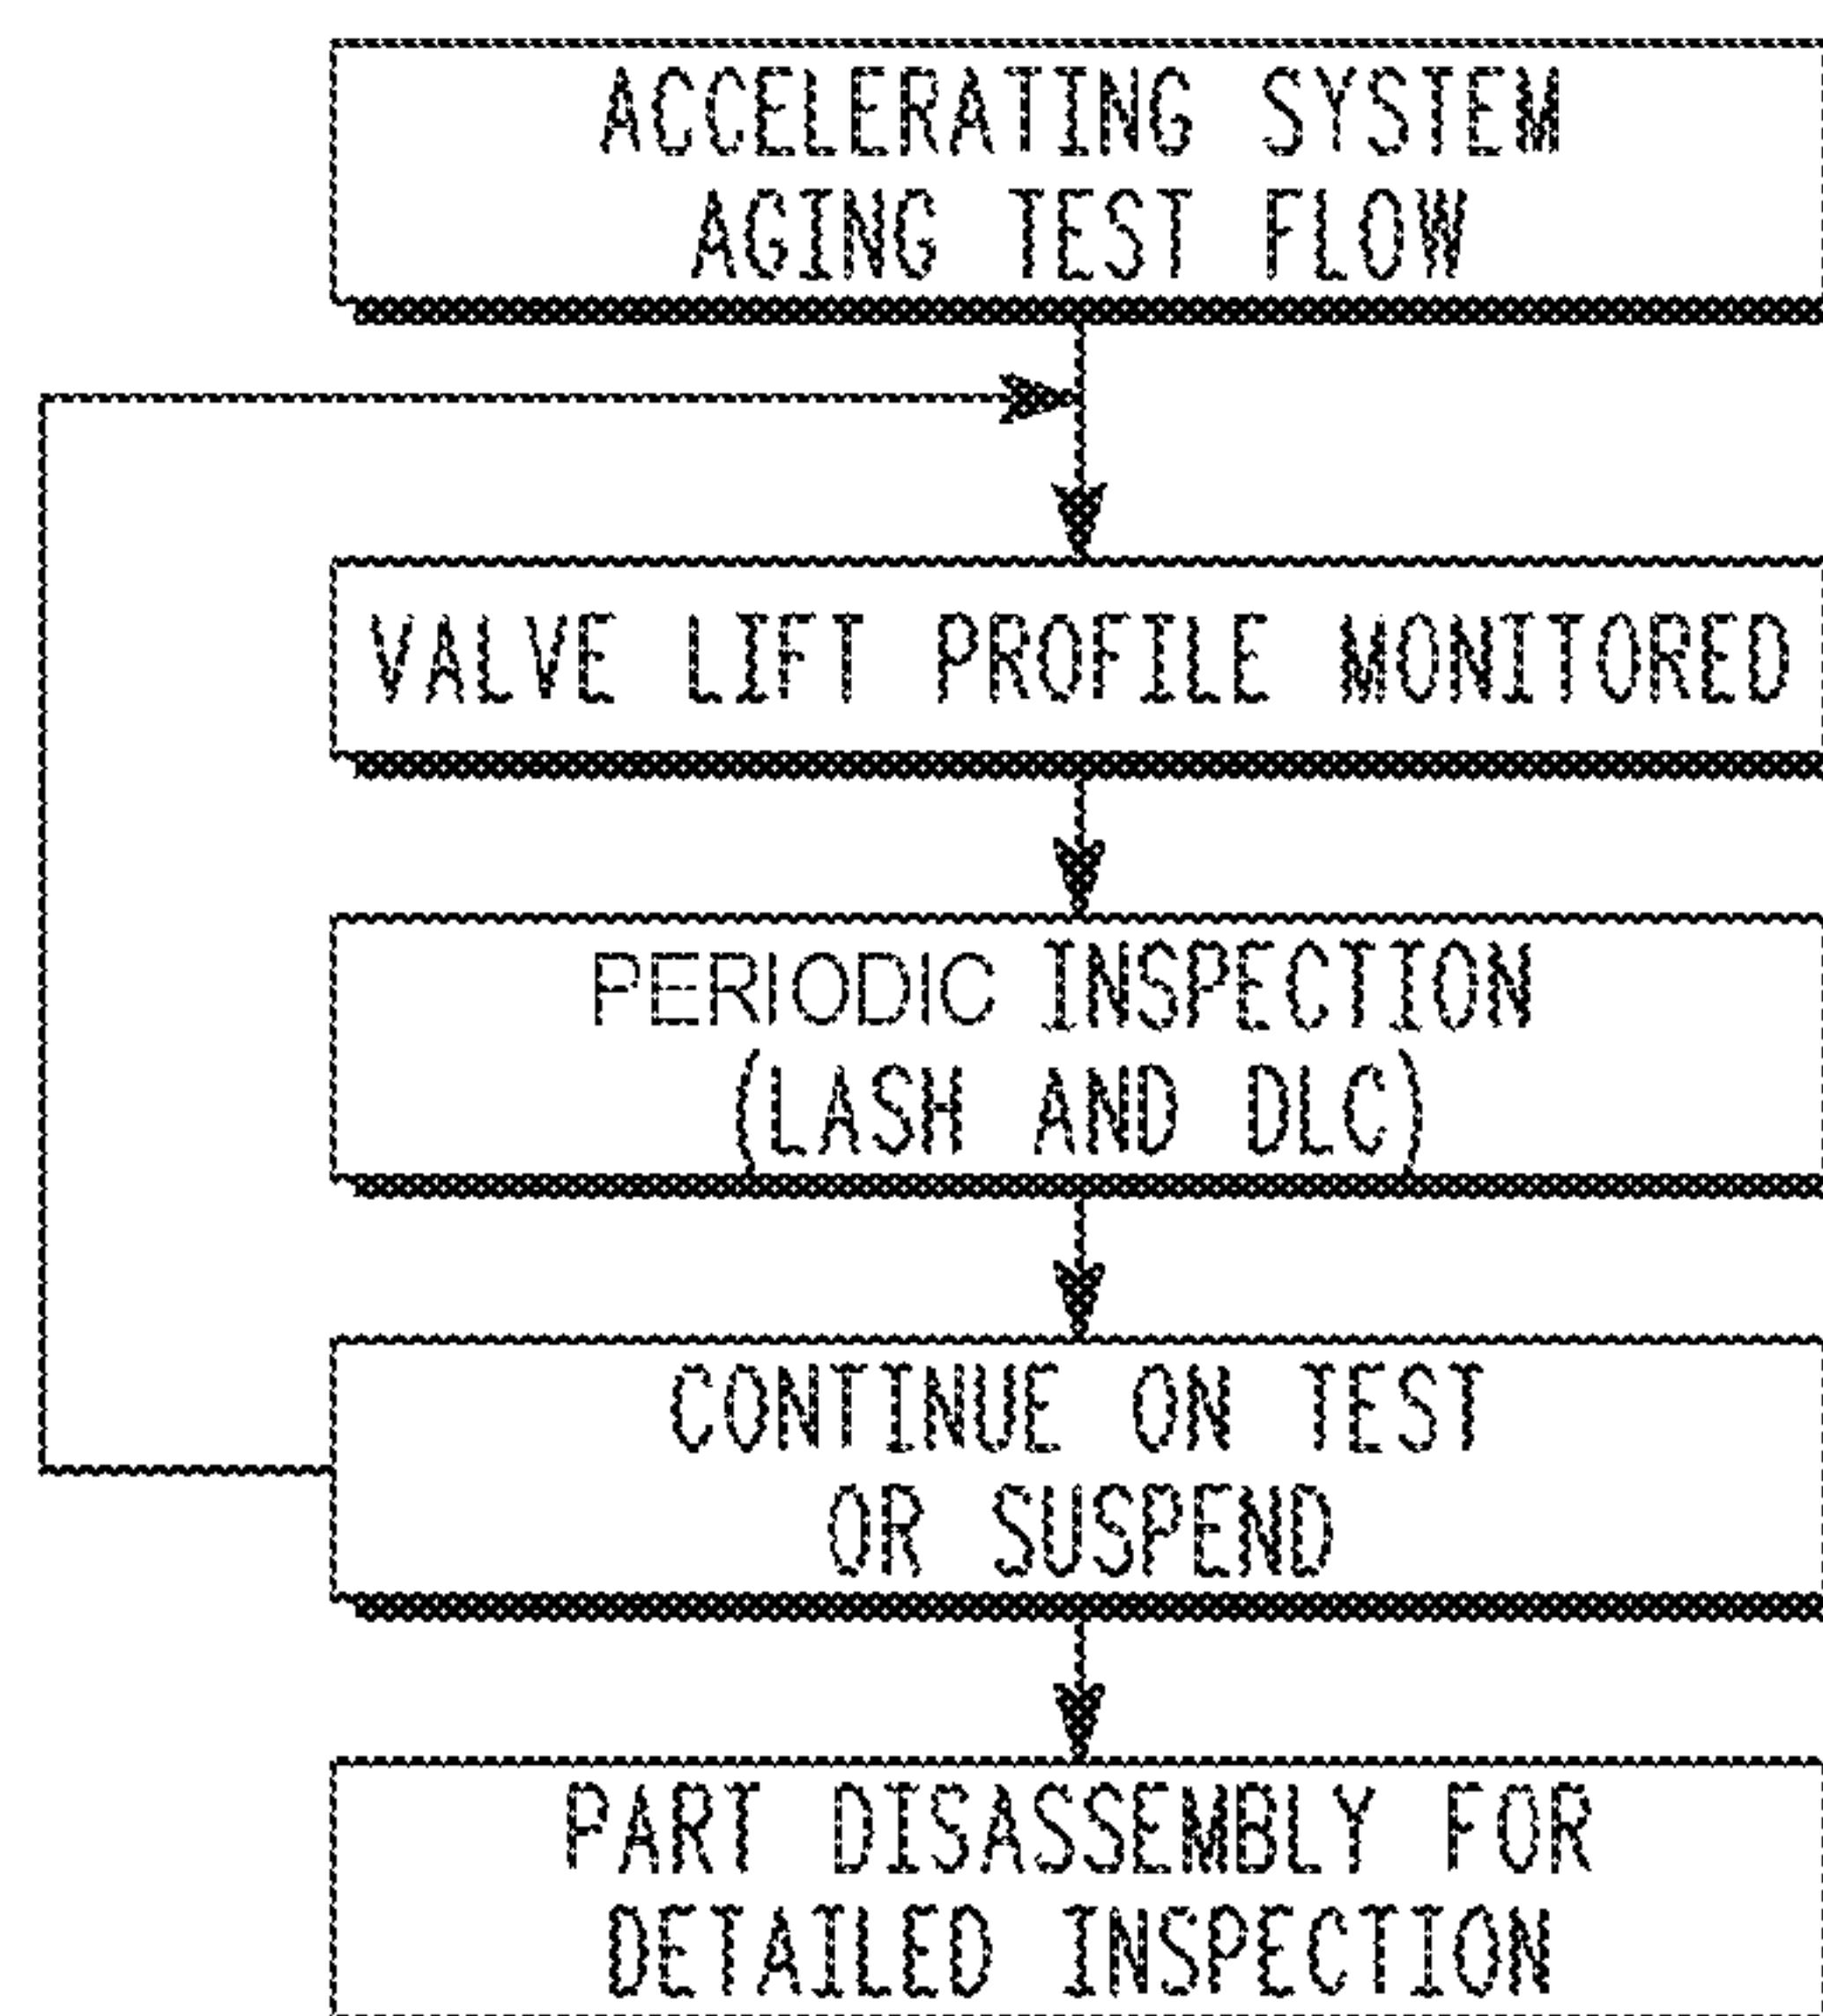 ACCELERATING SYSTEM
AGING TEST FLOW
VALVE LIFT PROFILE MONITORED
PERIODIC INSPECTION
(LASH AND DLC)
CONTINUE ON TEST
OR SUSPEND
PART DISASSEMBLY FOR
DETAILED INSPECTION